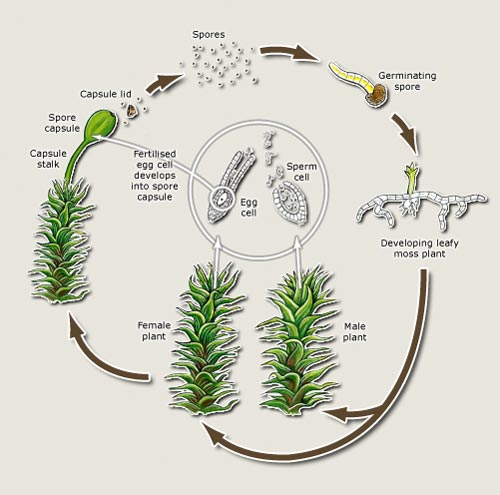 Spores
Germinating
spore
Capsule lid
Spore
capsule
Capsule
stalk
Fertilised
egg cell
develops
into spore
capsule
Sperm
cell
Egg
cell
Developing leafy
moss plant
Female
plant
Male
plant